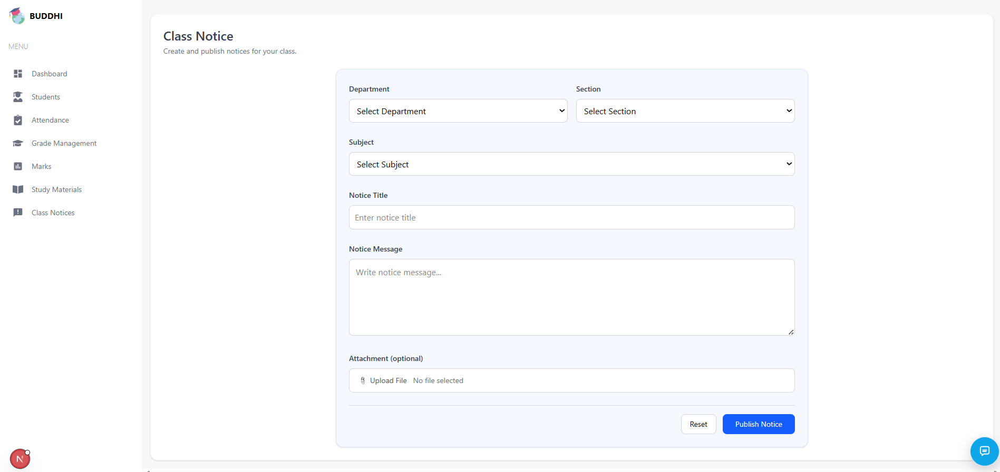 BUDDHI
MENU
Dashboard
Students
Attendance
Grade Management
Marks
Study Materials
Class Notices
N
Class Notice
Create and publish notices for your class.
Department
Section
Select Department
Select Section
Subject
Select Subject
Notice Title
Enter notice title
Notice Message
Write notice message...
Attachment (optional)
Upload File No file selected
Reset
Publish Notice